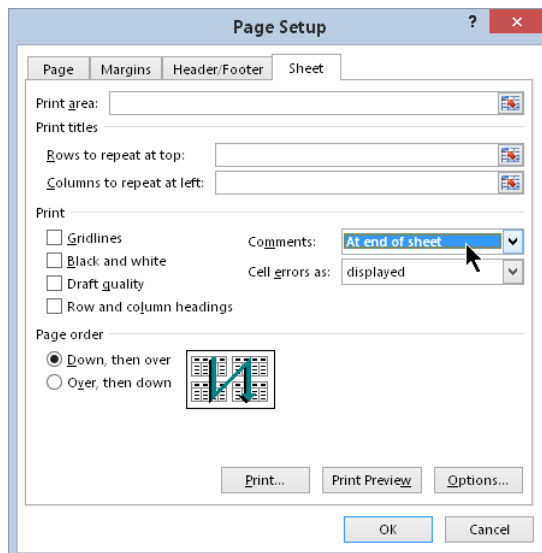 Page Setup ? ×
Page Margins Header/Footer Sheet
Print area:
Print titles
Rows to repeat at top:
Columns to repeat at left:
Print
Gridlines Comments: At end of sheet
Black and white Cell errors as: displayed
Draft quality
Row and column headings
Page order
Down, then over
Over, then down
Print... Print Preview Options...
OK Cancel